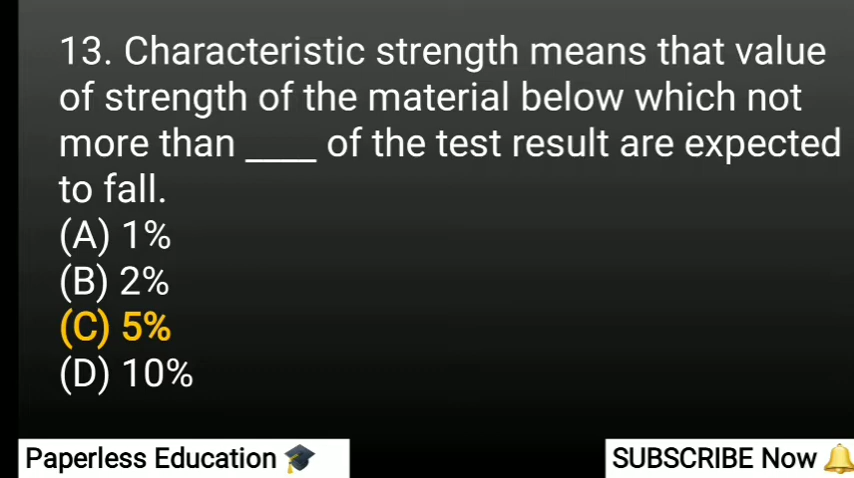 13. Characteristic strength means that value
of strength of the material below which not
more than ____ of the test result are expected
to fall.
(A) 1%
(B) 2%
(C) 5%
(D) 10%
Paperless Education
SUBSCRIBE Now